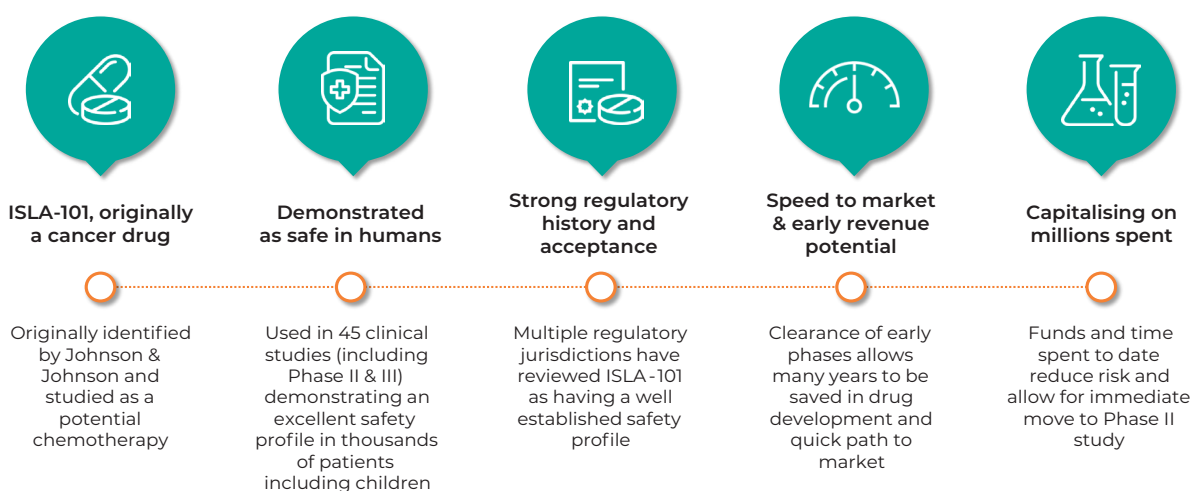 ISLA-101, originally
a cancer drug
Originally identified
by Johnson &
Johnson and
studied as a
potential
chemotherapy
Demonstrated
as safe in humans
Used in 45 clinical
studies (including
Phase II & III)
demonstrating an
excellent safety
profile in thousands
of patients
including children
Strong regulatory
history and
acceptance
Multiple regulatory
jurisdictions have
reviewed ISLA-101
as having a well
established safety
profile
Speed to market
& early revenue
potential
Clearance of early
phases allows
many years to be
saved in drug
development and
quick path to
market
Capitalising on
millions spent
Funds and time
spent to date
reduce risk and
allow for immediate
move to Phase II
study